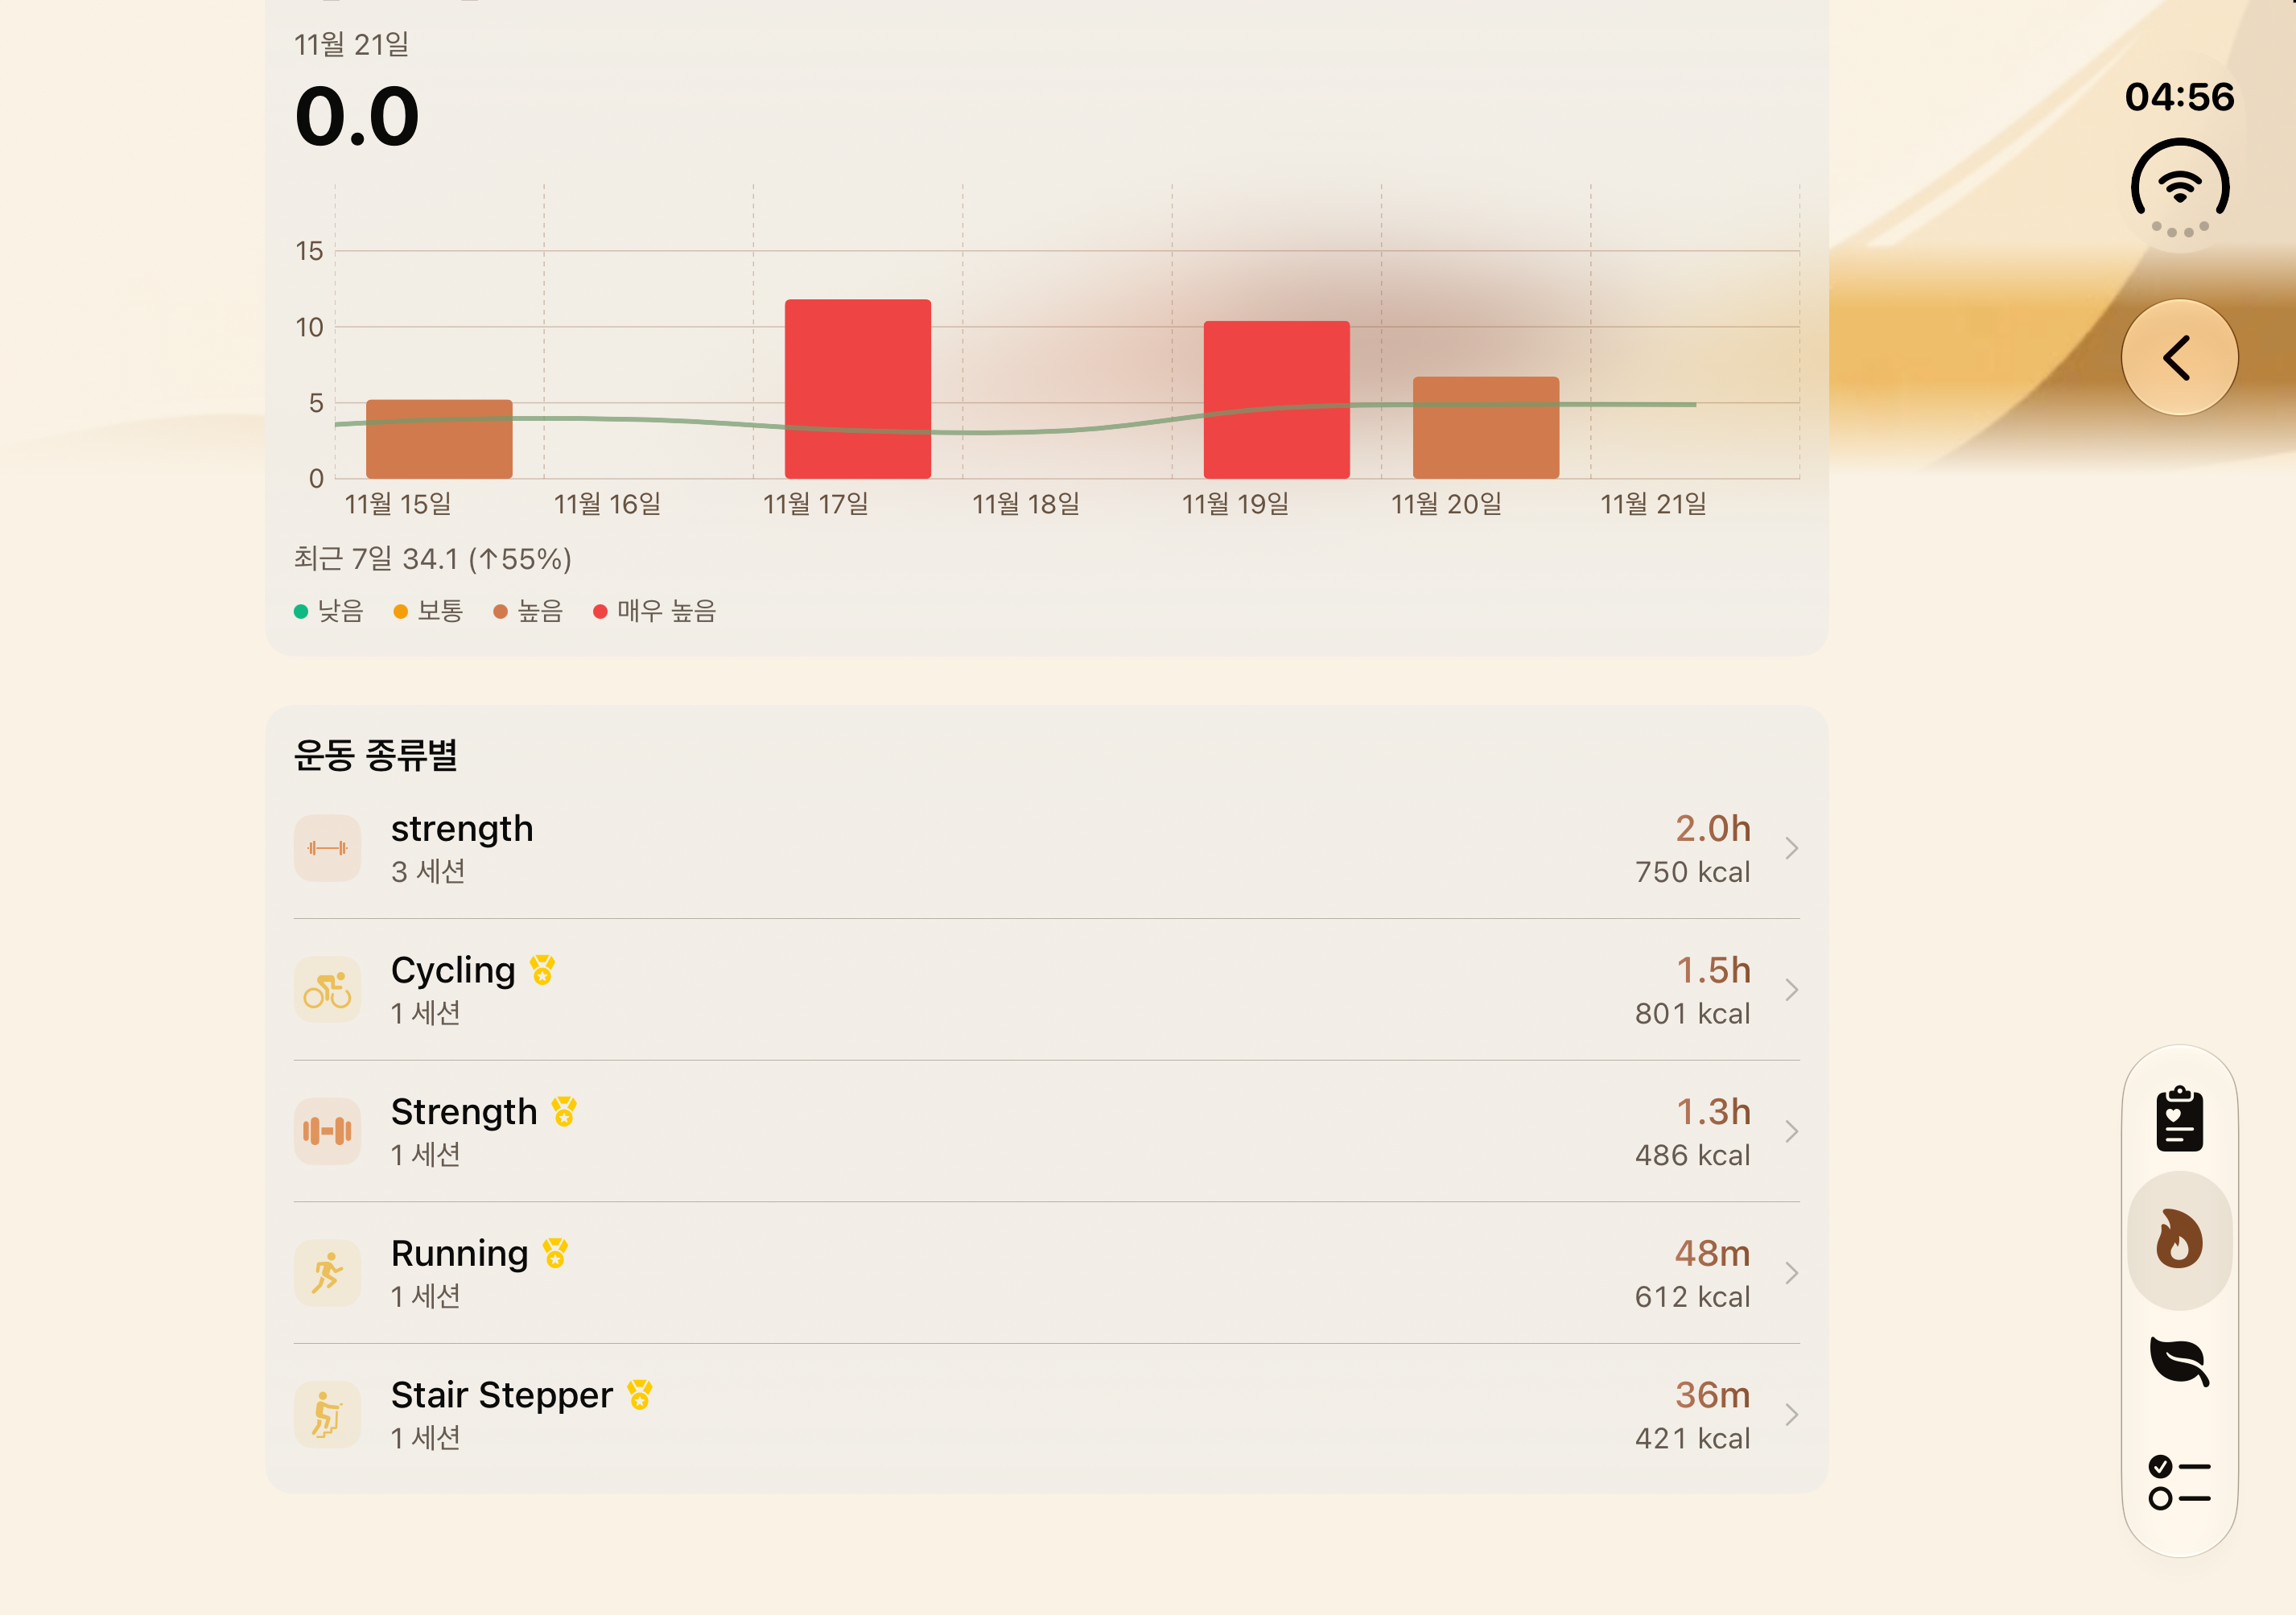 11월 21일
0.0
04:56
15
10
5
0
11월 15일 11월 16일 11월 17일 11월 18일 11월 19일 11월 20일 11월 21일
최근 7일 34.1 (↑55%)
낮음 보통 높음 매우 높음
운동 종류별
strength 2.0h
3 세션 750 kcal
Cycling 1.5h
1 세션 801 kcal
Strength 1.3h
1 세션 486 kcal
Running 48m
1 세션 612 kcal
Stair Stepper 36m
1 세션 421 kcal